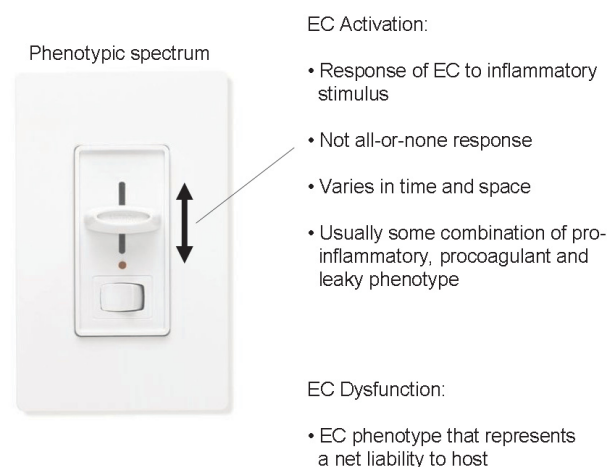 Phenotypic spectrum
EC Activation:
• Response of EC to inflammatory
stimulus
• Not all-or-none response
• Varies in time and space
• Usually some combination of pro-
inflammatory, procoagulant and
leaky phenotype
EC Dysfunction:
• EC phenotype that represents
a net liability to host